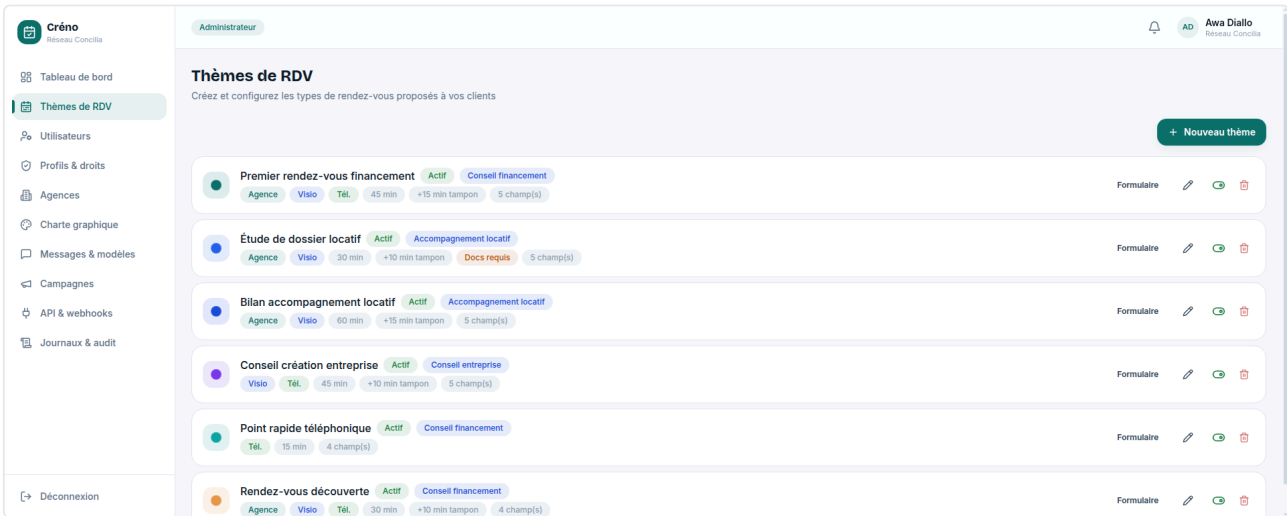 Créno
Réseau Concilia
Administrateur
AD
Awa Diallo
Réseau Concilia
Tableau de bord
Thèmes de RDV
Utilisateurs
Profils & droits
Agences
Charte graphique
Messages & modèles
Campagnes
API & webhooks
Journaux & audit
Déconnexion
Thèmes de RDV
Créez et configurez les types de rendez-vous proposés à vos clients
+ Nouveau thème
Premier rendez-vous financement Actif Conseil financement
Agence Visio Tél. 45 min +15 min tampon 5 champ(s)
Formulaire
Étude de dossier locatif Actif Accompagnement locatif
Agence Visio 30 min +10 min tampon Docs requis 5 champ(s)
Formulaire
Bilan accompagnement locatif Actif Accompagnement locatif
Agence Visio 60 min +15 min tampon 5 champ(s)
Formulaire
Conseil création entreprise Actif Conseil entreprise
Visio Tél. 45 min +10 min tampon 5 champ(s)
Formulaire
Point rapide téléphonique Actif Conseil financement
Tél. 15 min 4 champ(s)
Formulaire
Rendez-vous découverte Actif Conseil financement
Agence Visio Tél. 30 min +10 min tampon 4 champ(s)
Formulaire